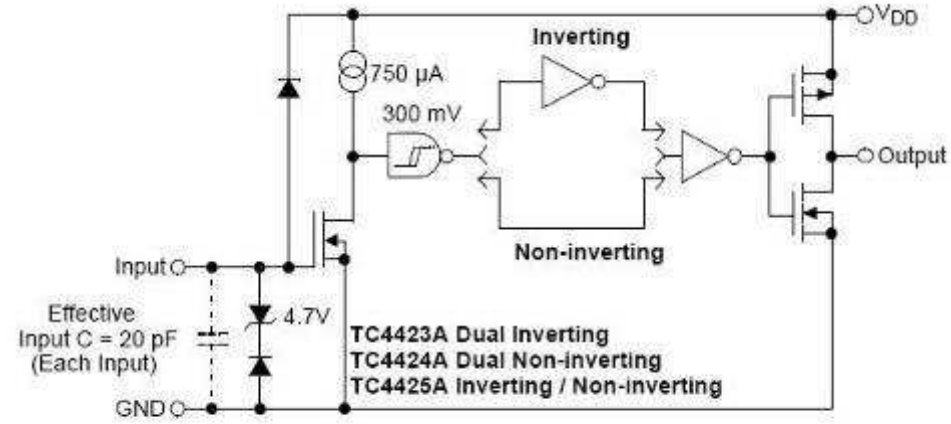 VDD
Inverting
750 µA
300 mV
Output
Non-inverting
Input
Effective
Input C = 20 pF
(Each Input)
4.7V
TC4423A Dual Inverting
TC4424A Dual Non-inverting
TC4425A Inverting / Non-inverting
GND